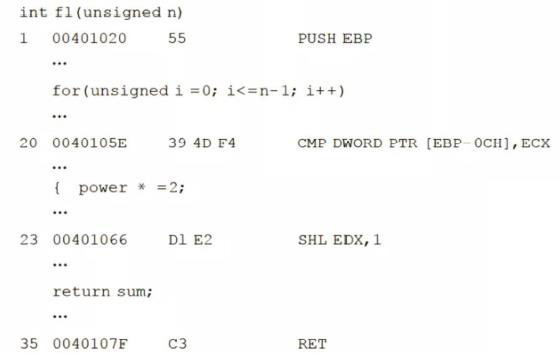 int fl(unsigned n)
1 00401020 55 PUSH EBP
…
for(unsigned i =0; i<=n-1; i++)
…
20 0040105E 39 4D F4 CMP DWORD PTR [EBP-0CH],ECX
…
{ power * =2;
…
23 00401066 D1 E2 SHL EDX,1
…
return sum;
…
35 0040107F C3 RET